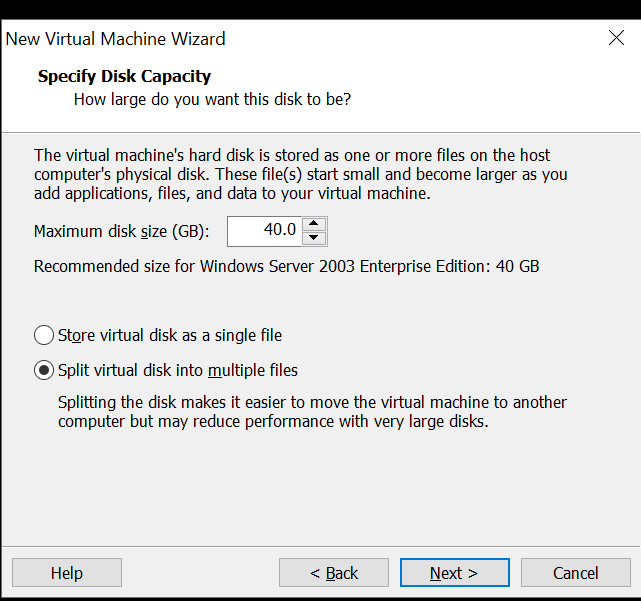 New Virtual Machine Wizard
Specify Disk Capacity
How large do you want this disk to be?
The virtual machine's hard disk is stored as one or more files on the host
computer's physical disk. These file(s) start small and become larger as you
add applications, files, and data to your virtual machine.
Maximum disk size (GB): 40.0
Recommended size for Windows Server 2003 Enterprise Edition: 40 GB
Store virtual disk as a single file
Split virtual disk into multiple files
Splitting the disk makes it easier to move the virtual machine to another
computer but may reduce performance with very large disks.
Help < Back Next > Cancel